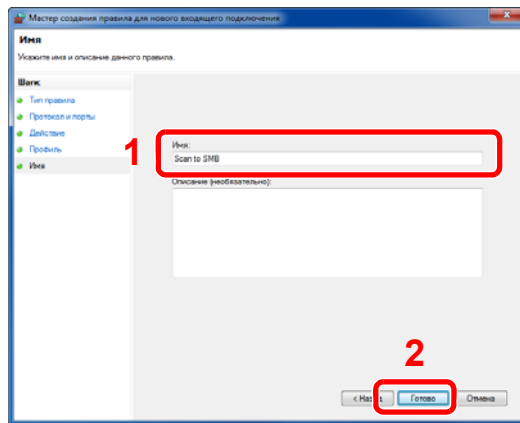 Мастер создания правила для нового входящего подключения
Имя
Укажите имя и описание данного правила.
Шаги:
Тип правила
Протокол и порты
Действие
Профиль
Имя
1
Имя:
Scan to SMB
Описание (необязательно):
2
Готово
Отмена